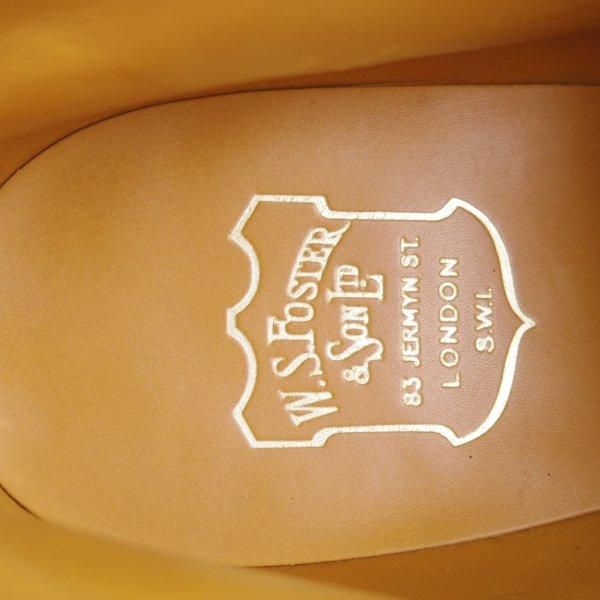 W.S. FOSTER
& SON LTD
83 JERMYN ST.
LONDON
S.W.1.